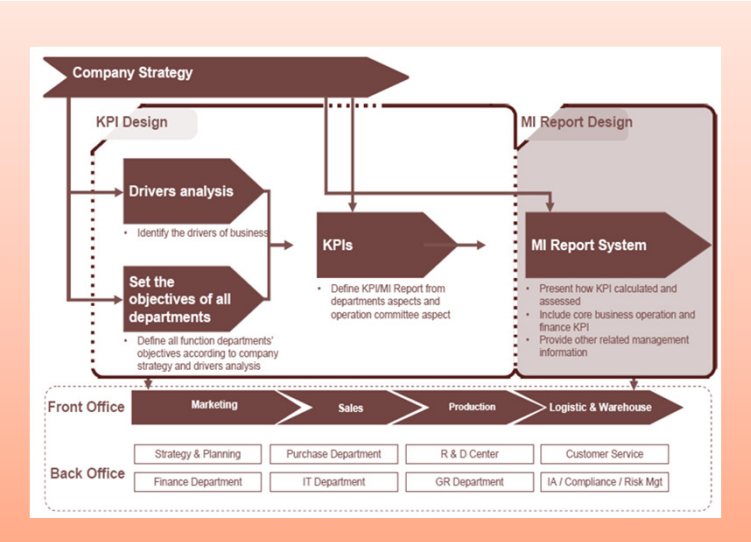 Company Strategy
KPI Design
MI Report Design
Drivers analysis
• Identify the drivers of business
Set the
objectives of all
departments
• Define all function departments'
objectives according to company
strategy and drivers analysis
KPIs
• Define KPI/MI Report from
departments aspects and
operation committee aspect
MI Report System
• Present how KPI calculated and
assessed
• Include core business operation and
finance KPI
• Provide other related management
information
Front Office
Marketing
Sales
Production
Logistic & Warehouse
Back Office
Strategy & Planning
Purchase Department
R & D Center
Customer Service
Finance Department
IT Department
GR Department
IA / Compliance / Risk Mgt